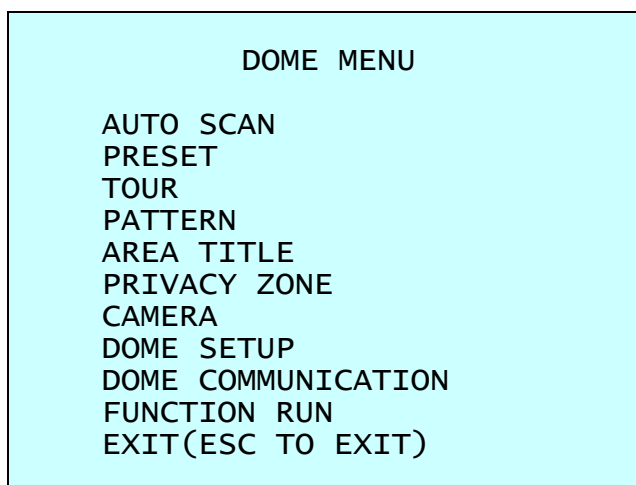 DOME MENU
AUTO SCAN
PRESET
TOUR
PATTERN
AREA TITLE
PRIVACY ZONE
CAMERA
DOME SETUP
DOME COMMUNICATION
FUNCTION RUN
EXIT(ESC TO EXIT)